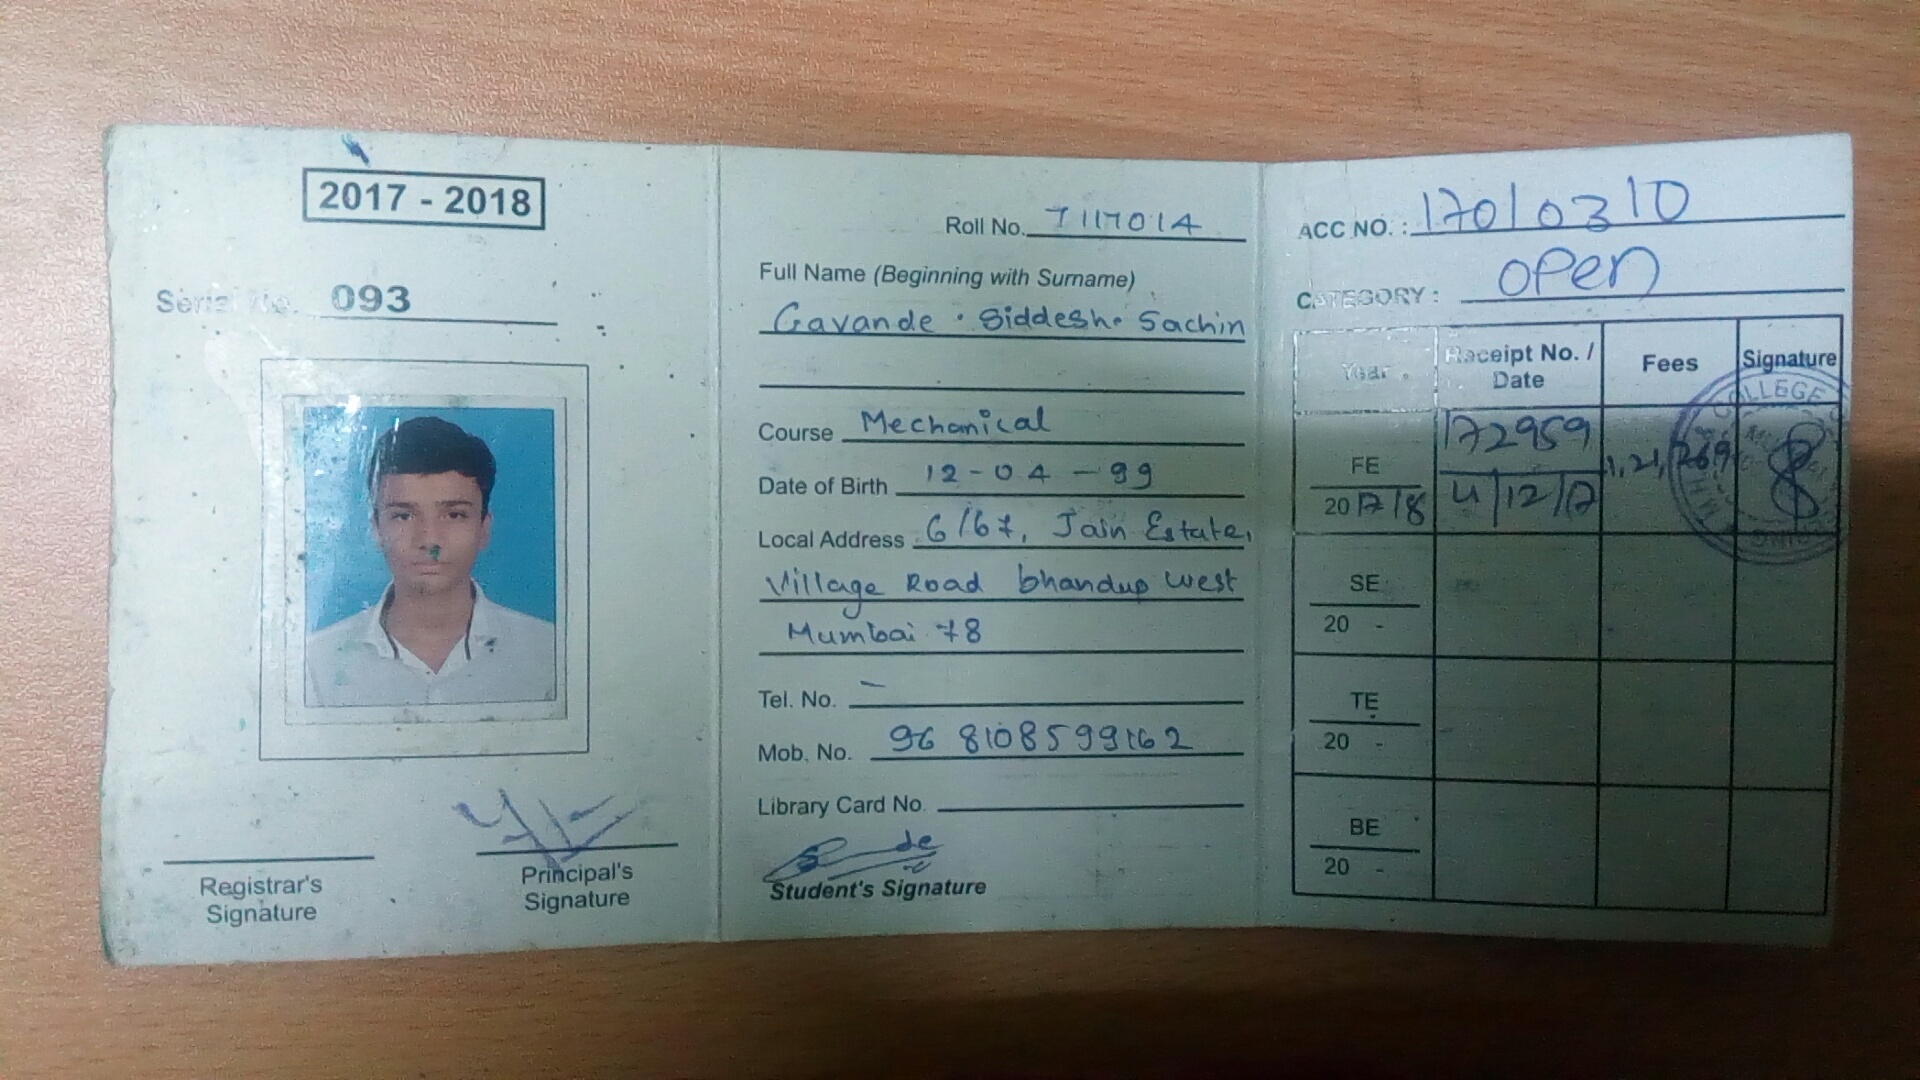 2017 - 2018
Serial No. 093
Registrar's Signature
Principal's Signature
Roll No. 7117014
Full Name (Beginning with Surname)
Gavande . Siddesh. Sachin
Course Mechanical
Date of Birth 12-04-99
Local Address 6/67, Jain Estate,
Village Road bhandup west
Mumbai 78
Tel. No. –
Mob. No. 96 8108599162
Library Card No.
Student's Signature
ACC NO. : 17010310
CATEGORY : open
Year Receipt No. / Date Fees Signature
FE 2017/8 172959 4/12/17 1,21,269
COLLEGE
SE 20 -
TE 20 -
BE 20 -